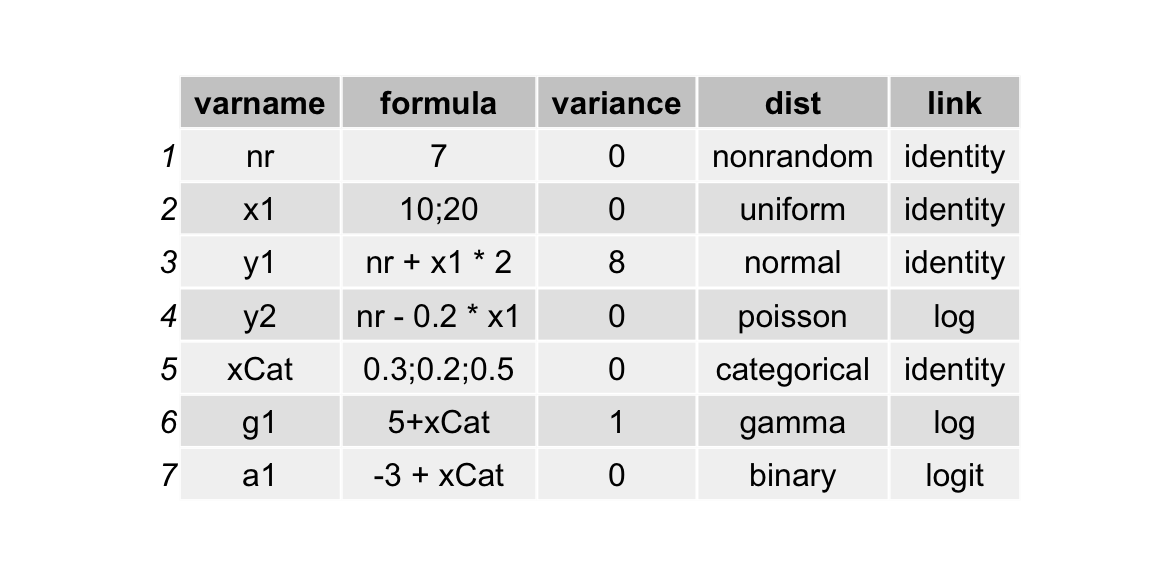 varname formula variance dist link
1 nr 7 0 nonrandom identity
2 x1 10;20 0 uniform identity
3 y1 nr + x1 * 2 8 normal identity
4 y2 nr - 0.2 * x1 0 poisson log
5 xCat 0.3;0.2;0.5 0 categorical identity
6 g1 5+xCat 1 gamma log
7 a1 -3 + xCat 0 binary logit